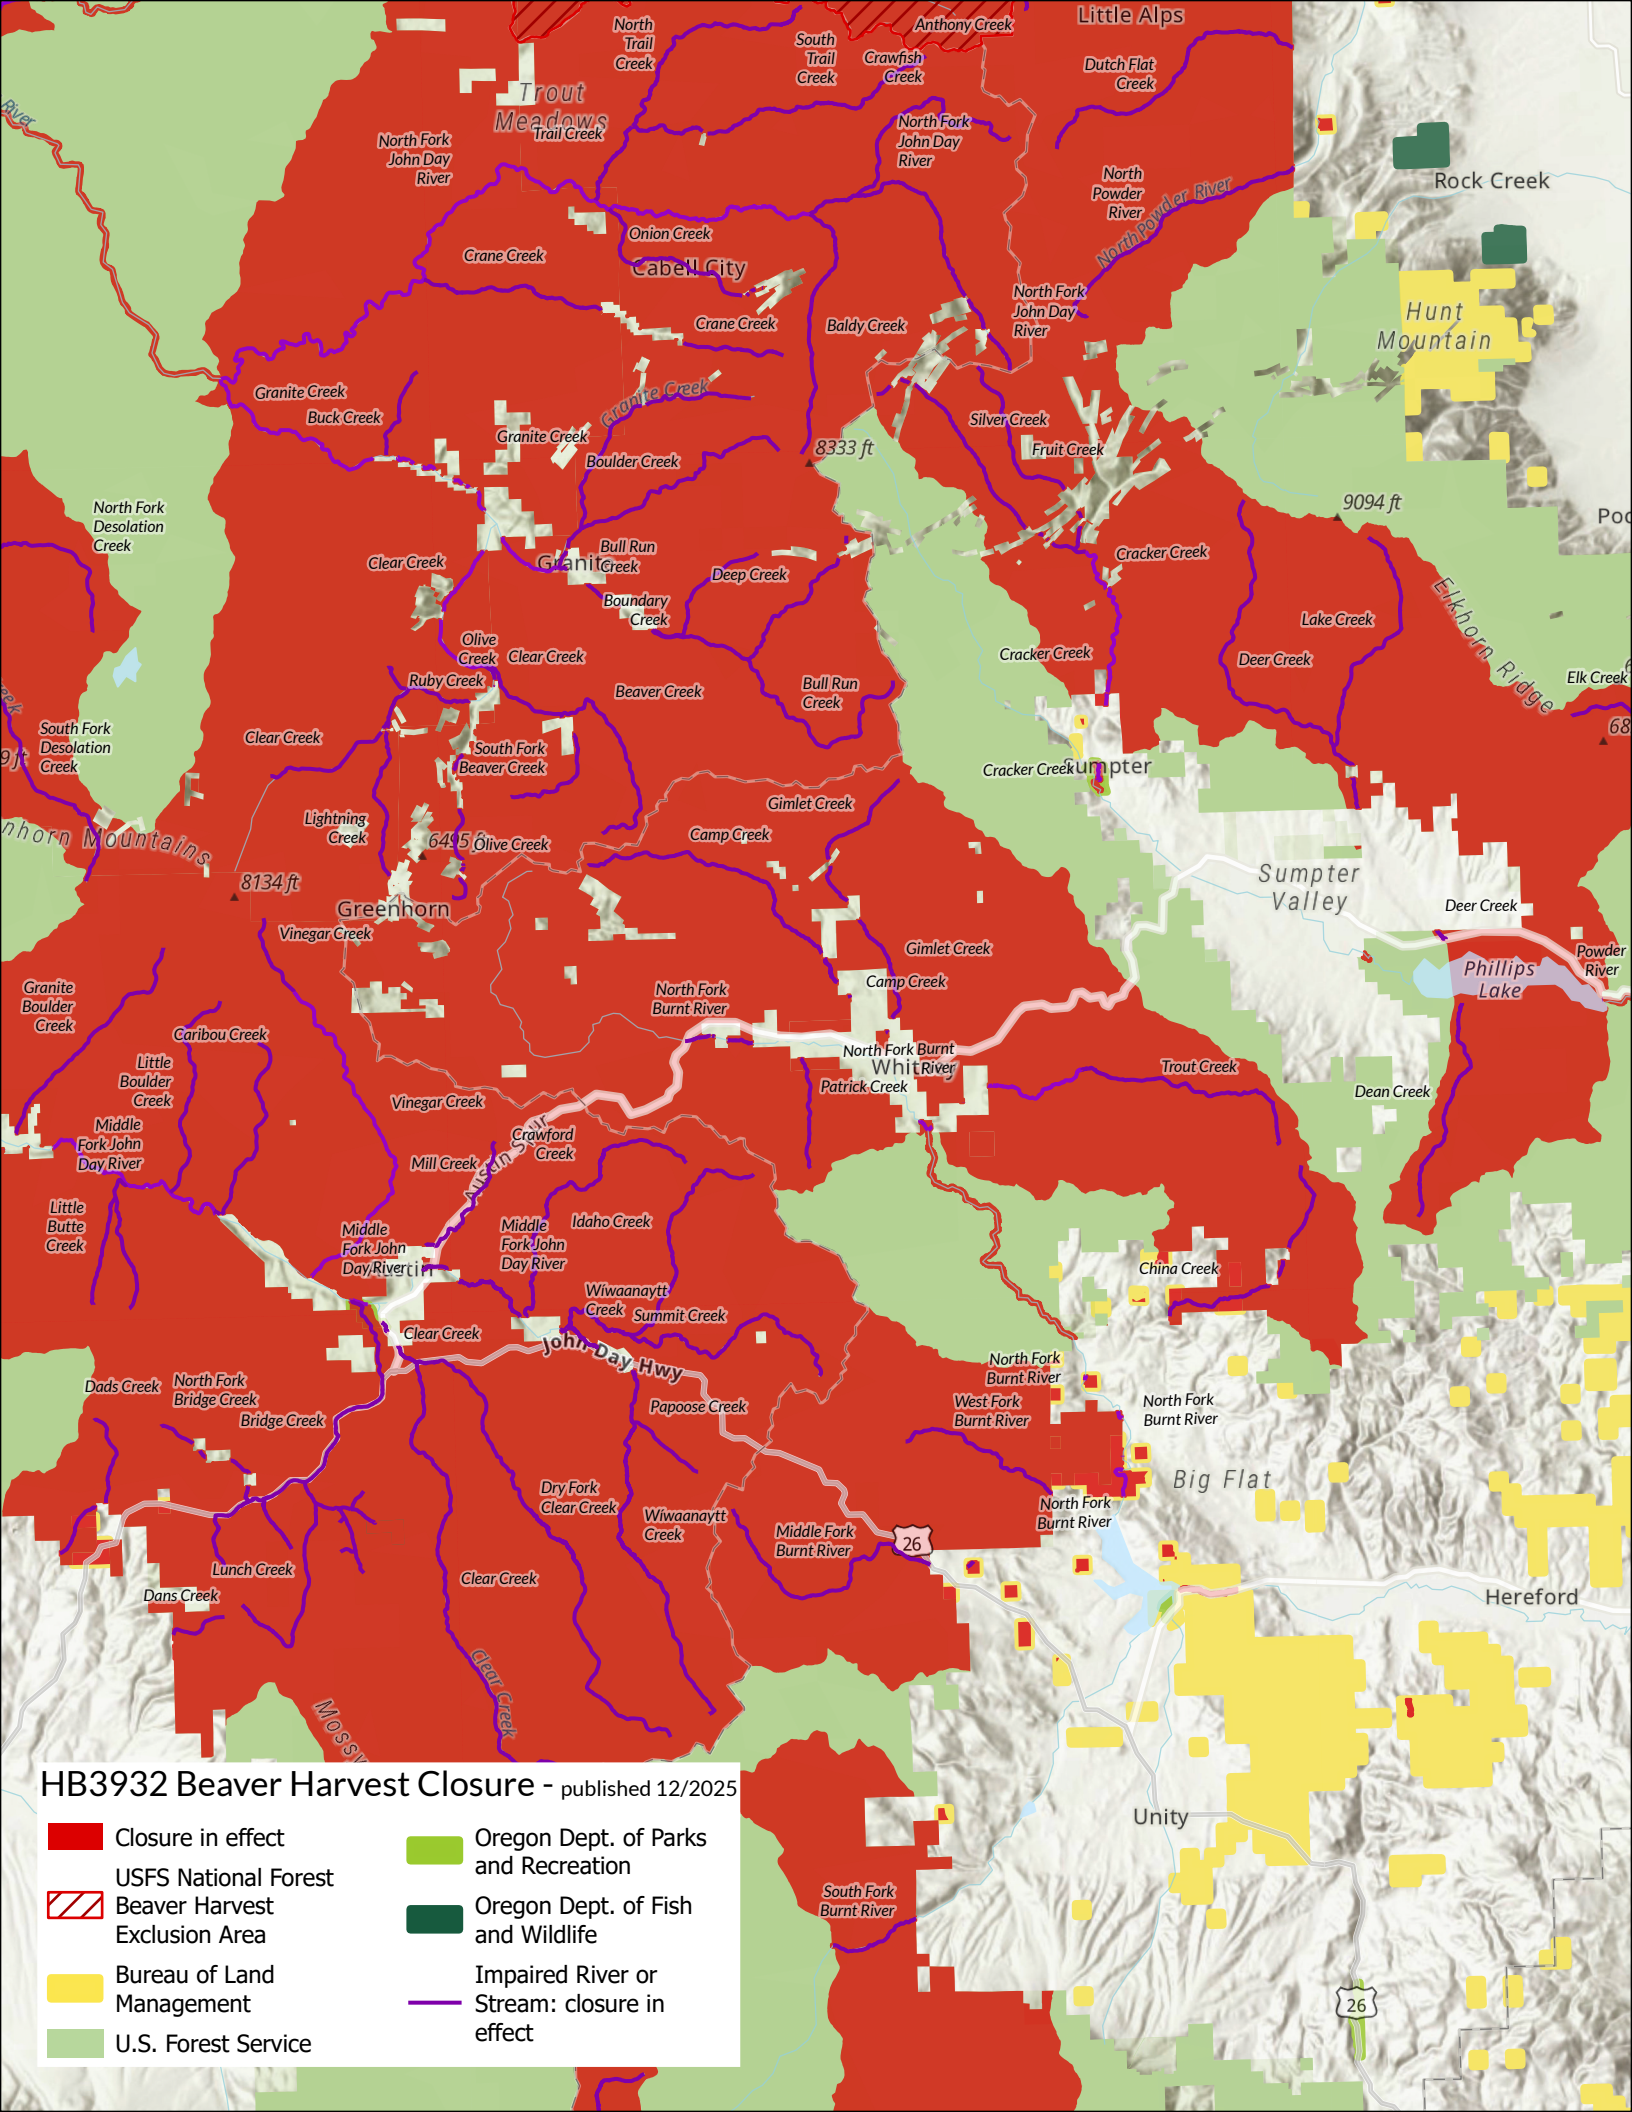 Little Alps
Anthony Creek
North
Trail
Creek
South
Trail
Creek
Crawfish
Creek
Dutch Flat
Creek
Trout
Meadows
Trail Creek
River
North Fork
John Day
River
North Fork
John Day
River
North
Powder
River
North Powder River
Rock Creek
Onion Creek
Crane Creek
Cabell City
Crane Creek
Baldy Creek
North Fork
John Day
River
Hunt
Mountain
Granite Creek
Buck Creek
Granite Creek
Granite Creek
Boulder Creek
Silver Creek
Fruit Creek
8333 ft
9094 ft
North Fork
Desolation
Creek
Clear Creek
Granite
Bull Run
Creek
Deep Creek
Boundary
Creek
Cracker Creek
Lake Creek
Elkhorn Ridge
Olive
Creek
Clear Creek
Ruby Creek
Beaver Creek
Bull Run
Creek
Cracker Creek
Deer Creek
Elk Creek
South Fork
Desolation
Creek
Clear Creek
South Fork
Beaver Creek
Cracker Creek
Sumpter
Gimlet Creek
Camp Creek
Lightning
Creek
Olive Creek
8134 ft
Greenhorn
Vinegar Creek
Sumpter
Valley
Deer Creek
Gimlet Creek
Camp Creek
Phillips
Lake
Powder
River
Granite
Boulder
Creek
North Fork
Burnt River
Caribou Creek
North Fork Burnt
River
Whitney
Patrick Creek
Trout Creek
Dean Creek
Little
Boulder
Creek
Vinegar Creek
Middle
Fork John
Day River
Mill Creek
Crawford
Creek
Austin Spur
Little
Butte
Creek
Middle
Fork John
Day River
Austin
Middle
Fork John
Day River
Idaho Creek
China Creek
Wiwaanaytt
Creek
Summit Creek
Clear Creek
John Day Hwy
Dads Creek
North Fork
Bridge Creek
Bridge Creek
Papoose Creek
North Fork
Burnt River
West Fork
Burnt River
North Fork
Burnt River
Big Flat
Dry Fork
Clear Creek
Wiwaanaytt
Creek
Middle Fork
Burnt River
North Fork
Burnt River
26
Lunch Creek
Dans Creek
Clear Creek
Clear Creek
Hereford
Unity
South Fork
Burnt River
26
HB3932 Beaver Harvest Closure - published 12/2025
Closure in effect
USFS National Forest
Beaver Harvest
Exclusion Area
Bureau of Land
Management
U.S. Forest Service
Oregon Dept. of Parks
and Recreation
Oregon Dept. of Fish
and Wildlife
Impaired River or
Stream: closure in
effect